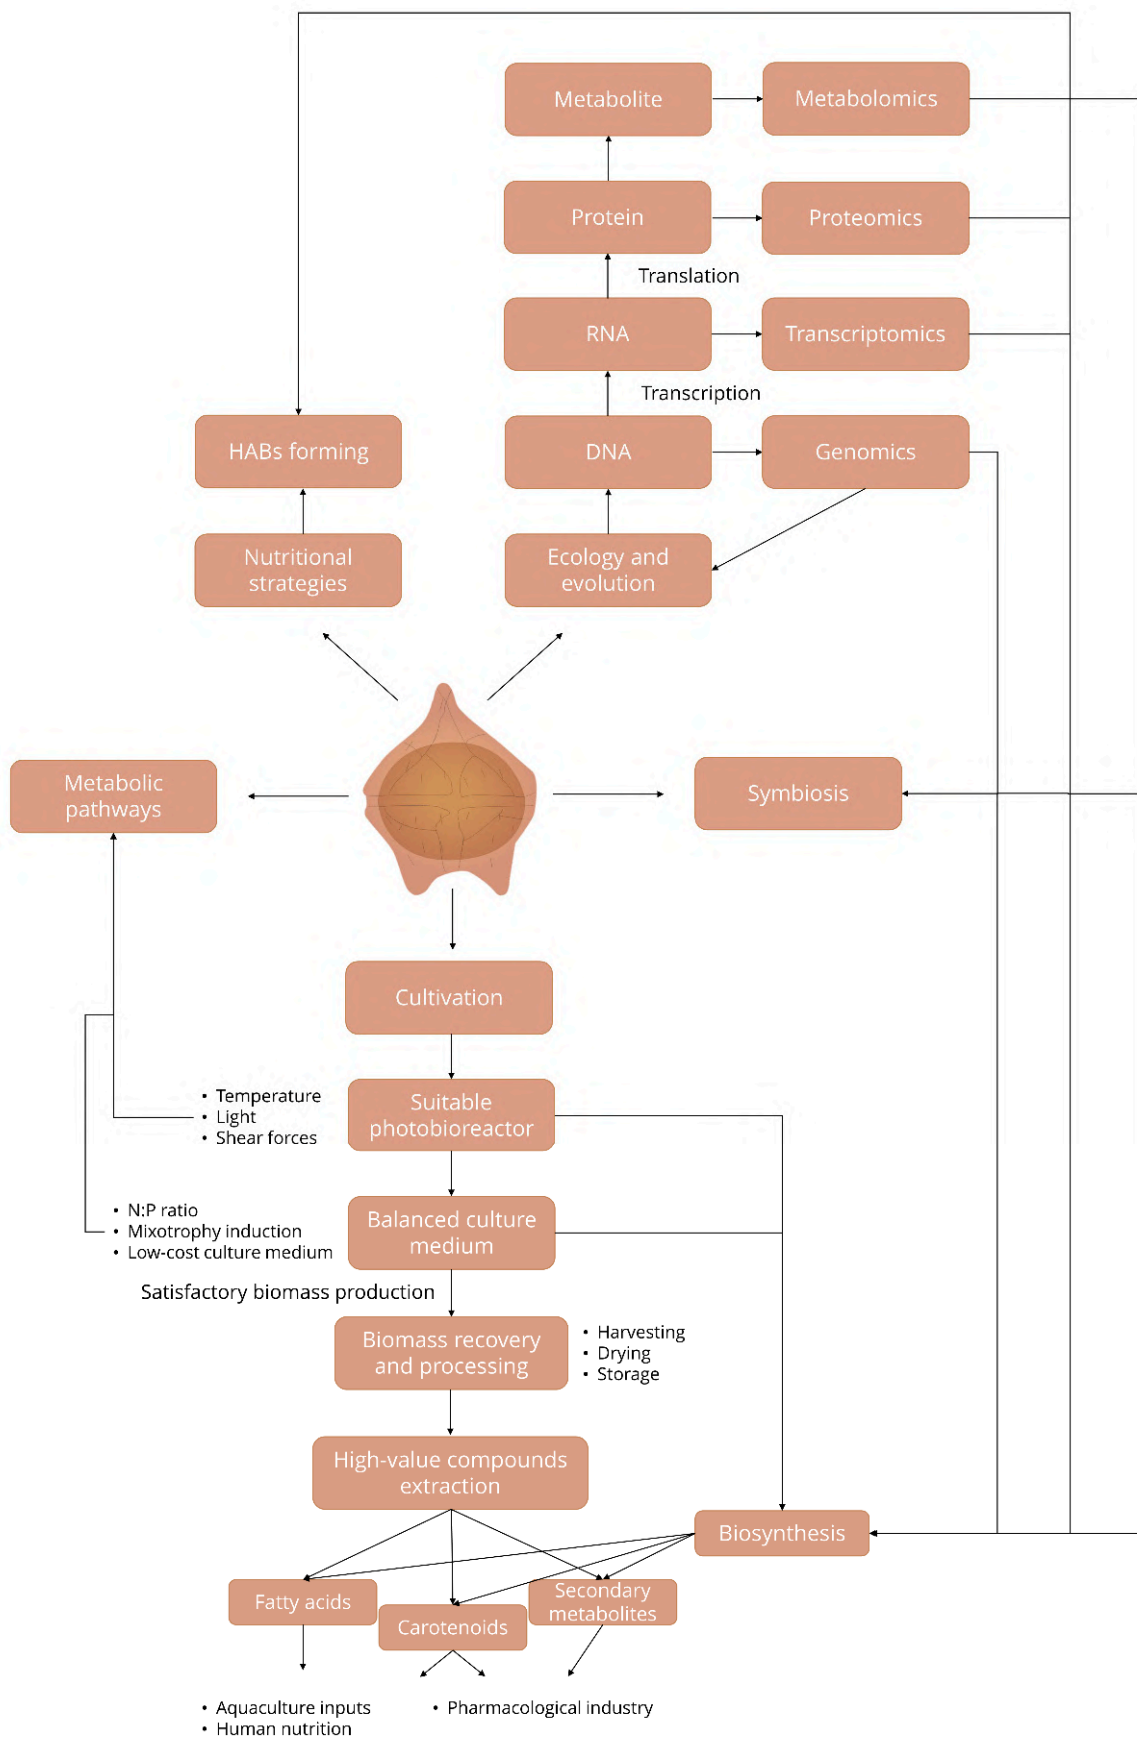 Metabolite
Metabolomics
Protein
Proteomics
Translation
RNA
Transcriptomics
Transcription
HABs forming
DNA
Genomics
Nutritional
strategies
Ecology and
evolution
Metabolic
pathways
Symbiosis
Cultivation
• Temperature
• Light
• Shear forces
Suitable
photobioreactor
• N:P ratio
• Mixotrophy induction
• Low-cost culture medium
Balanced culture
medium
Satisfactory biomass production
Biomass recovery
and processing
• Harvesting
• Drying
• Storage
High-value compounds
extraction
Biosynthesis
Fatty acids
Carotenoids
Secondary
metabolites
• Aquaculture inputs
• Human nutrition
• Pharmacological industry